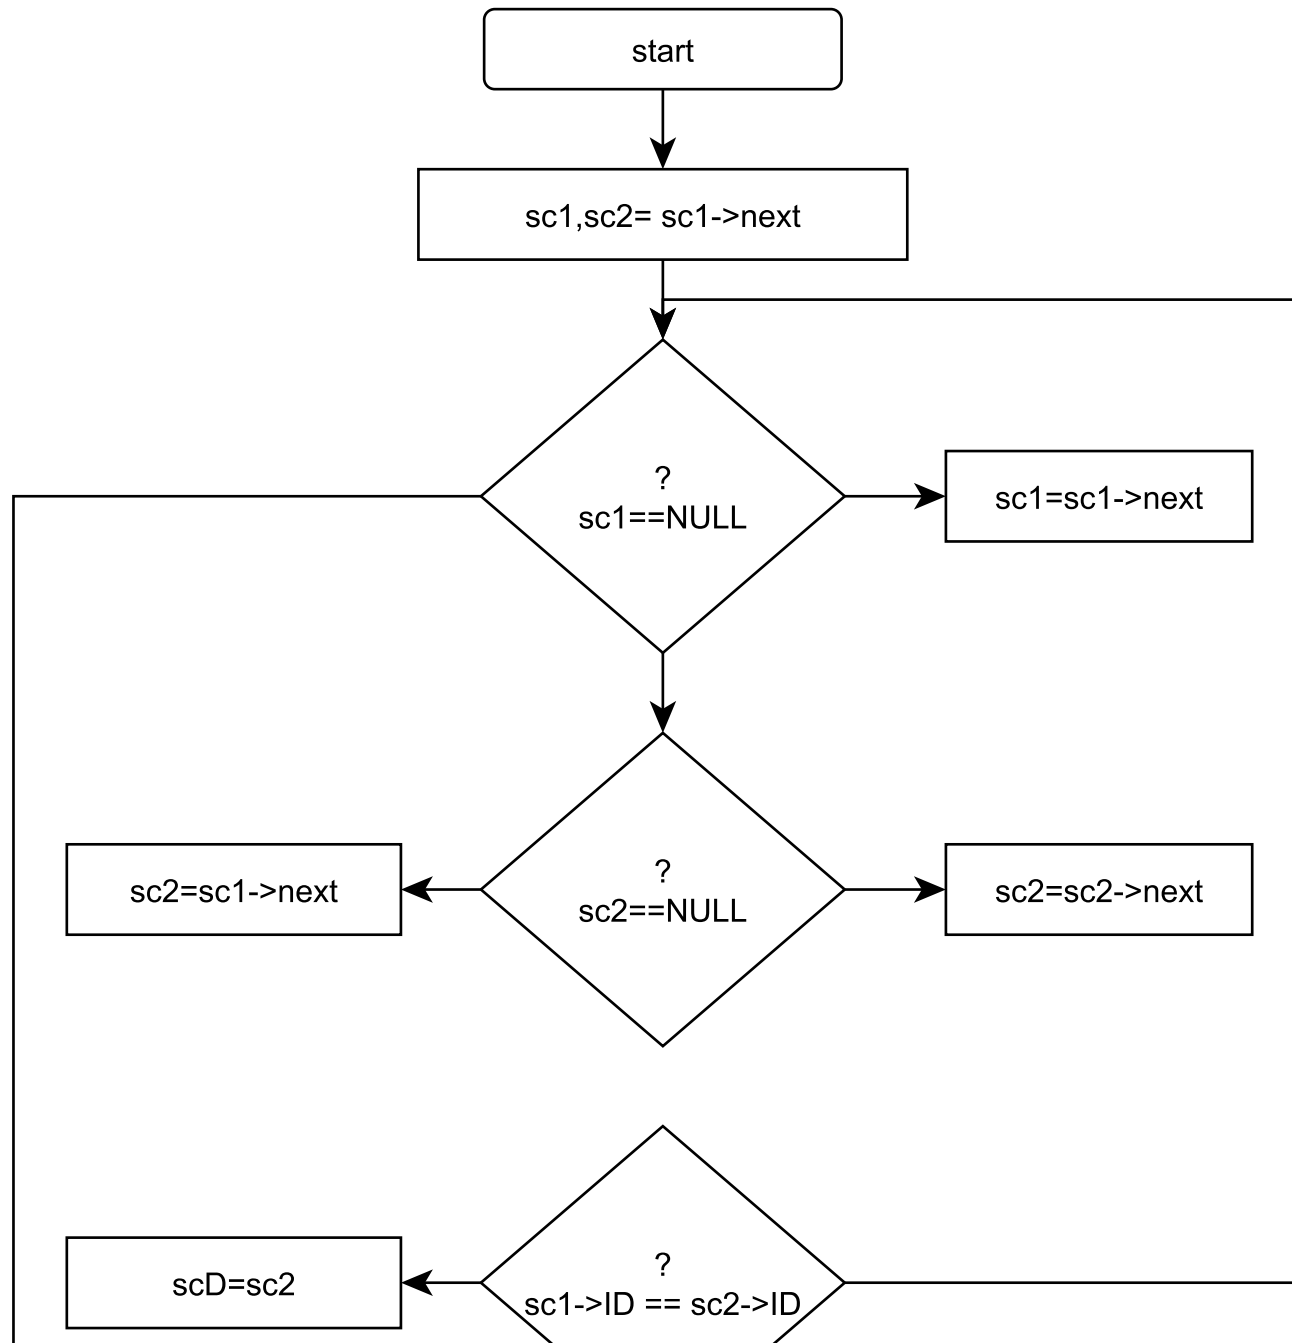 start
sc1,sc2= sc1->next
?
sc1==NULL
sc1=sc1->next
sc2=sc1->next
?
sc2==NULL
sc2=sc2->next
scD=sc2
?
sc1->ID == sc2->ID